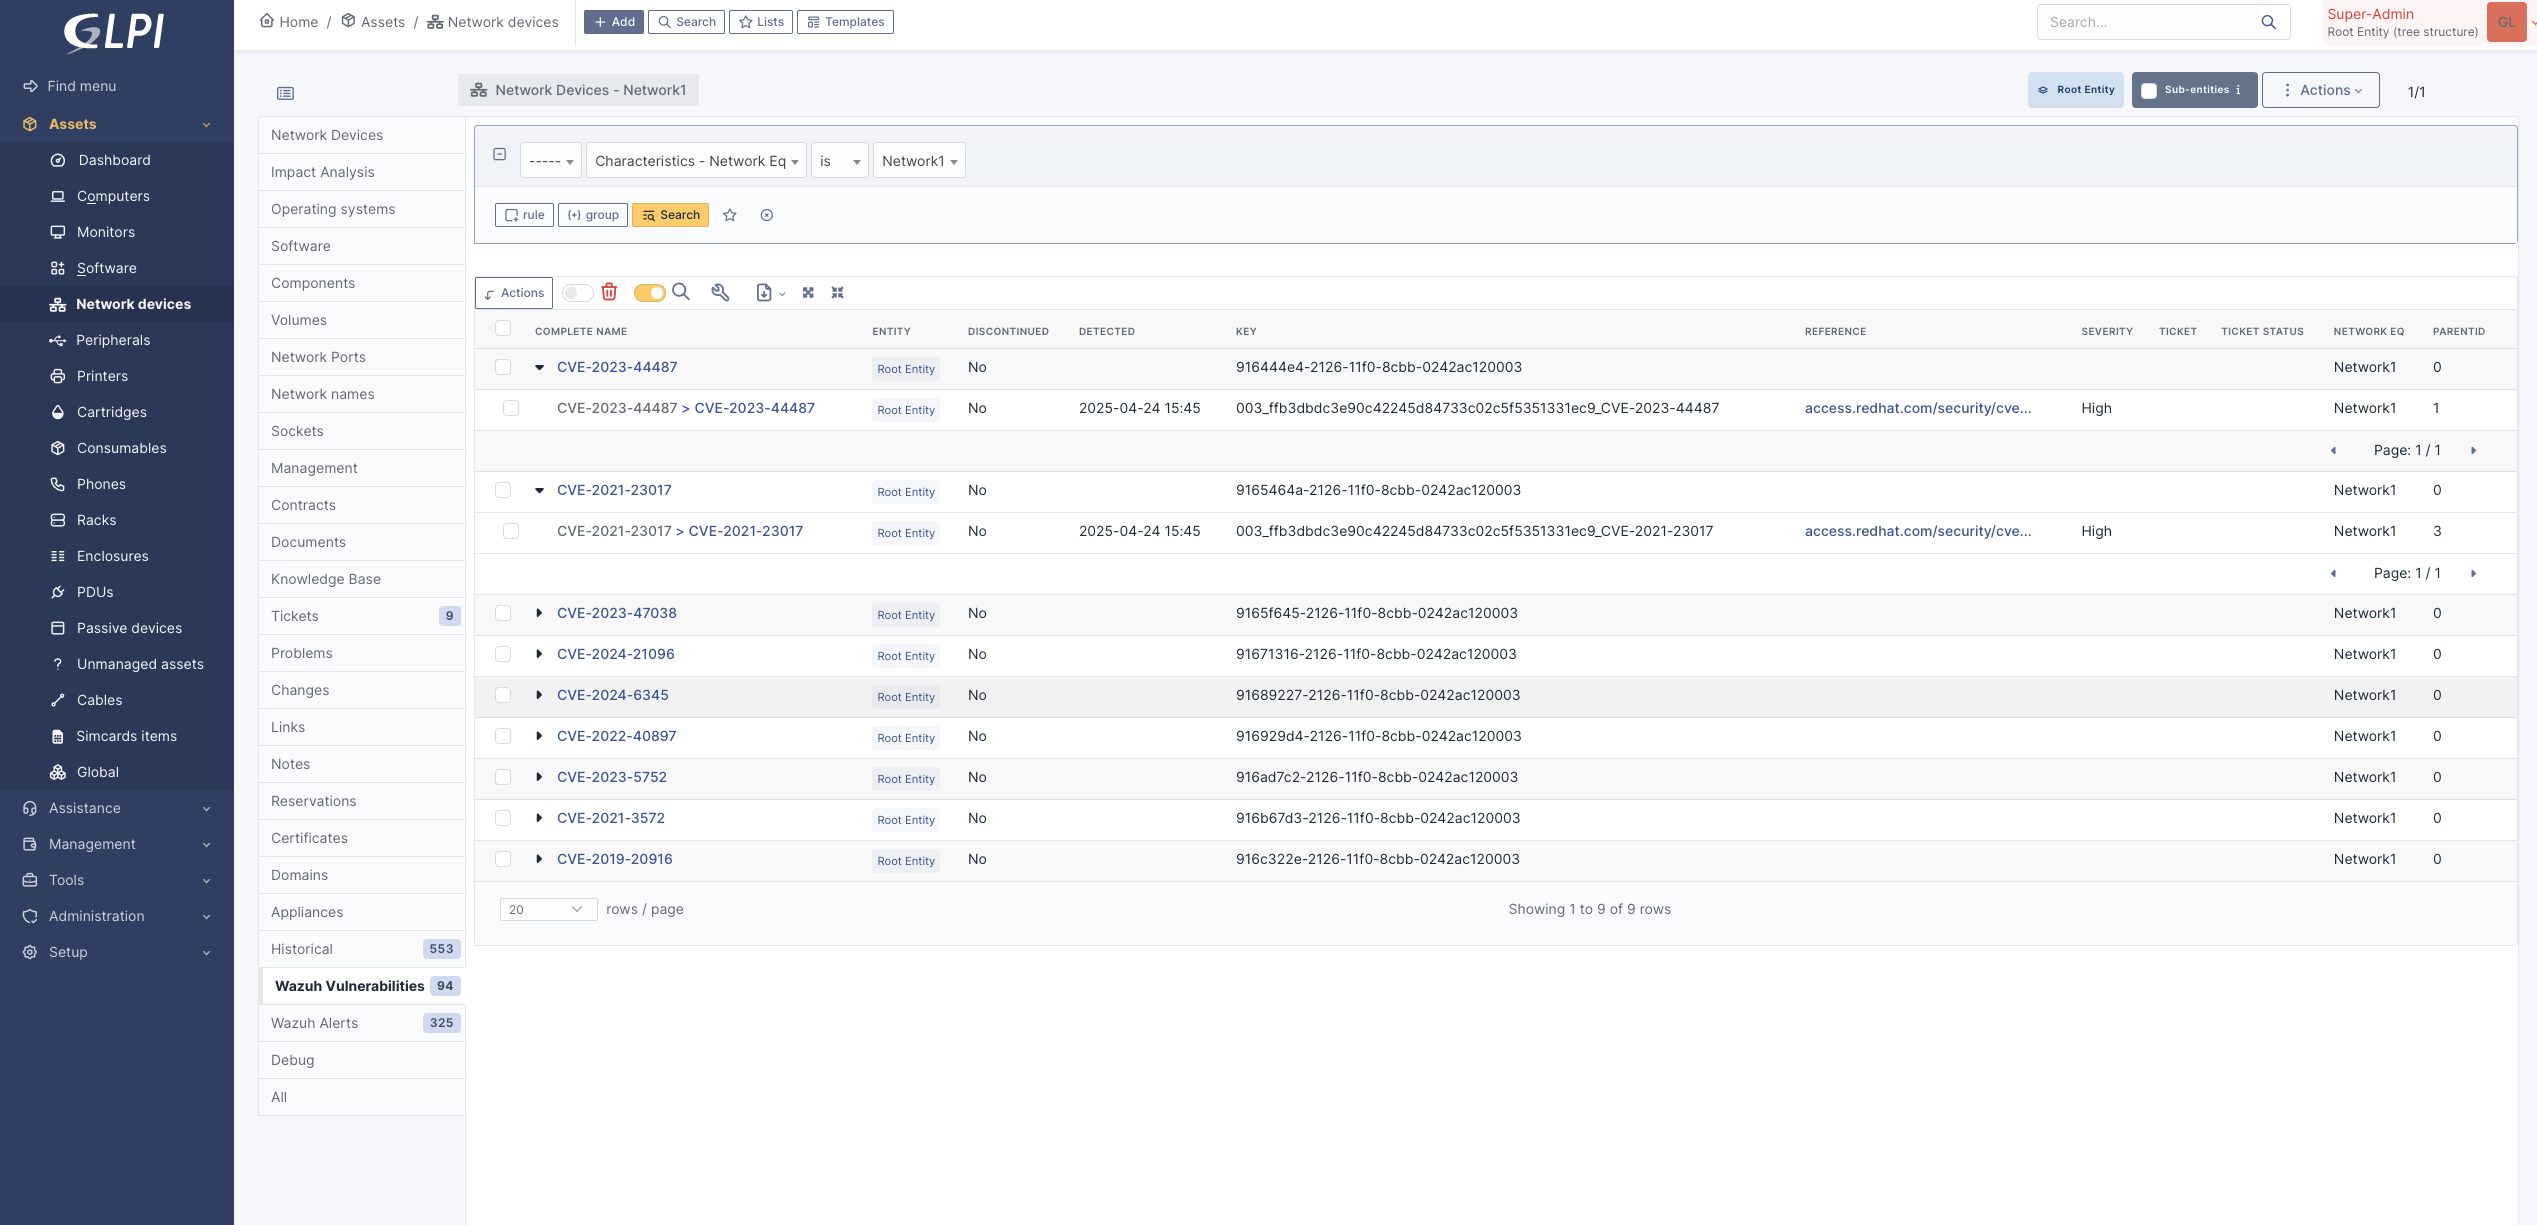 GLPI
Find menu
Assets
Dashboard
Computers
Monitors
Software
Network devices
Peripherals
Printers
Cartridges
Consumables
Phones
Racks
Enclosures
PDUs
Passive devices
Unmanaged assets
Cables
Simcards items
Global
Assistance
Management
Tools
Administration
Setup
Home / Assets / Network devices
Add Search Lists Templates
Search...
Super-Admin
Root Entity (tree structure)
GL
Network Devices - Network1
Root Entity
Sub-entities i
Actions
1/1
Network Devices
Impact Analysis
Operating systems
Software
Components
Volumes
Network Ports
Network names
Sockets
Management
Contracts
Documents
Knowledge Base
Tickets 9
Problems
Changes
Links
Notes
Reservations
Certificates
Domains
Appliances
Historical 553
Wazuh Vulnerabilities 94
Wazuh Alerts 325
Debug
All
----- Characteristics - Network Eq is Network1
rule (+) group Search
Actions
COMPLETE NAME ENTITY DISCONTINUED DETECTED KEY REFERENCE SEVERITY TICKET TICKET STATUS NETWORK EQ PARENTID
CVE-2023-44487 Root Entity No 916444e4-2126-11f0-8cbb-0242ac120003 Network1 0
CVE-2023-44487 > CVE-2023-44487 Root Entity No 2025-04-24 15:45 003_ffb3dbdc3e90c42245d84733c02c5f5351331ec9_CVE-2023-44487 access.redhat.com/security/cve... High Network1 1
Page: 1 / 1
CVE-2021-23017 Root Entity No 9165464a-2126-11f0-8cbb-0242ac120003 Network1 0
CVE-2021-23017 > CVE-2021-23017 Root Entity No 2025-04-24 15:45 003_ffb3dbdc3e90c42245d84733c02c5f5351331ec9_CVE-2021-23017 access.redhat.com/security/cve... High Network1 3
Page: 1 / 1
CVE-2023-47038 Root Entity No 9165f645-2126-11f0-8cbb-0242ac120003 Network1 0
CVE-2024-21096 Root Entity No 91671316-2126-11f0-8cbb-0242ac120003 Network1 0
CVE-2024-6345 Root Entity No 91689227-2126-11f0-8cbb-0242ac120003 Network1 0
CVE-2022-40897 Root Entity No 916929d4-2126-11f0-8cbb-0242ac120003 Network1 0
CVE-2023-5752 Root Entity No 916ad7c2-2126-11f0-8cbb-0242ac120003 Network1 0
CVE-2021-3572 Root Entity No 916b67d3-2126-11f0-8cbb-0242ac120003 Network1 0
CVE-2019-20916 Root Entity No 916c322e-2126-11f0-8cbb-0242ac120003 Network1 0
20 rows / page
Showing 1 to 9 of 9 rows